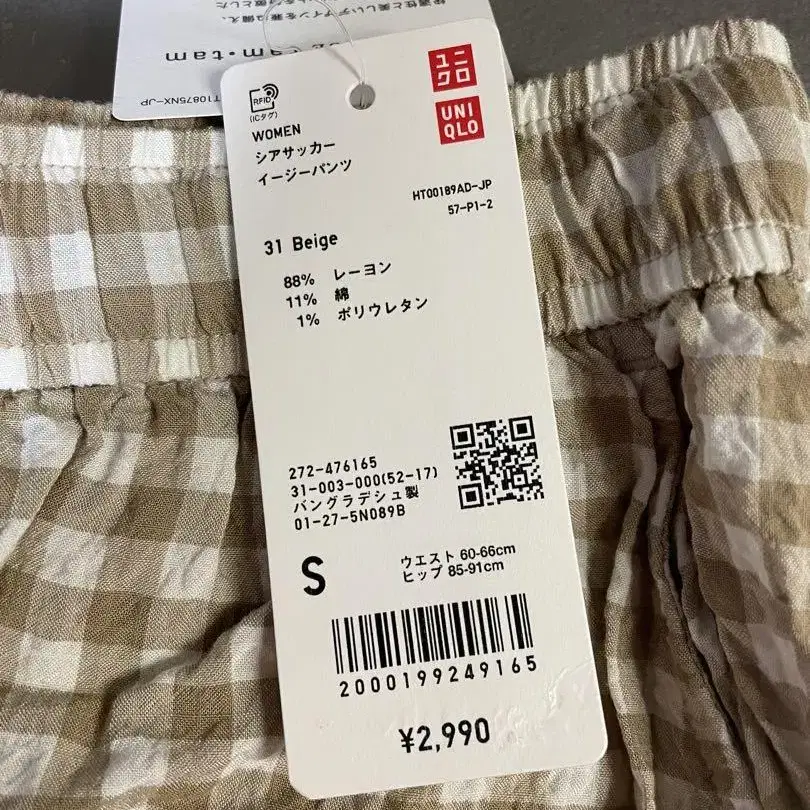 T10875NX-JP
tam・tam
RFID
(ICタグ)
ユニ
クロ
UNI
QLO
WOMEN
シアサッカー
イージーパンツ
HT00189AD-JP
57-P1-2
31 Beige
88% レーヨン
11% 綿
1% ポリウレタン
272-476165
31-003-000(52-17)
バングラデシュ製
01-27-5N089B
S
ウエスト 60-66cm
ヒップ 85-91cm
2000199249165
¥2,990